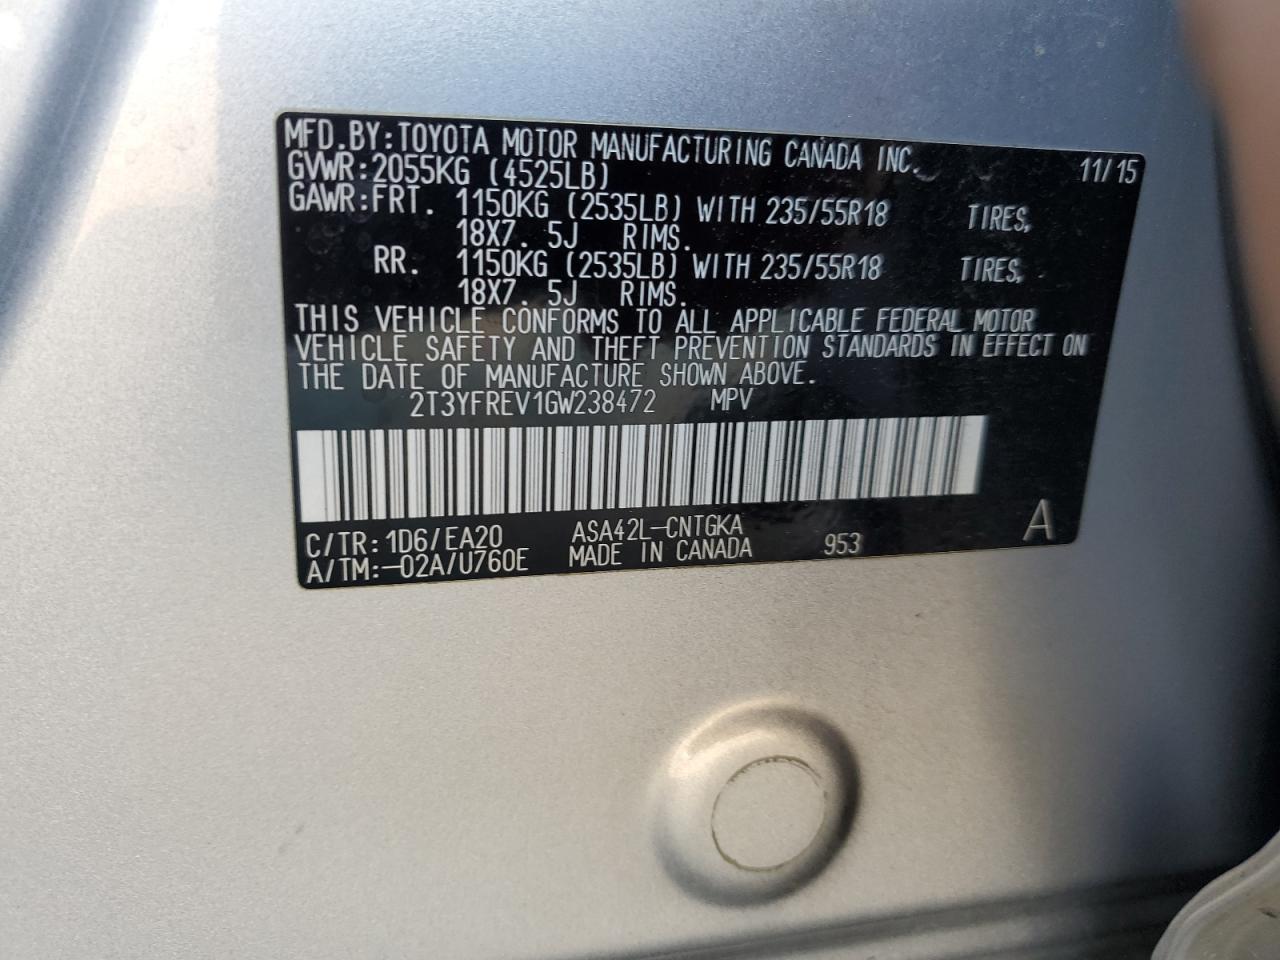 MFD.BY:TOYOTA MOTOR MANUFACTURING CANADA INC. 11/15
GVWR:2055KG (4525LB)
GAWR:FRT. 1150KG (2535LB) WITH 235/55R18 TIRES,
18X7. 5J RIMS.
RR. 1150KG (2535LB) WITH 235/55R18 TIRES,
18X7. 5J RIMS.
THIS VEHICLE CONFORMS TO ALL APPLICABLE FEDERAL MOTOR
VEHICLE SAFETY AND THEFT PREVENTION STANDARDS IN EFFECT ON
THE DATE OF MANUFACTURE SHOWN ABOVE.
2T3YFREV1GW238472 MPV
C/TR:1D6/EA20 ASA42L-CNTGKA A
A/TM:-02A/U760E MADE IN CANADA 953